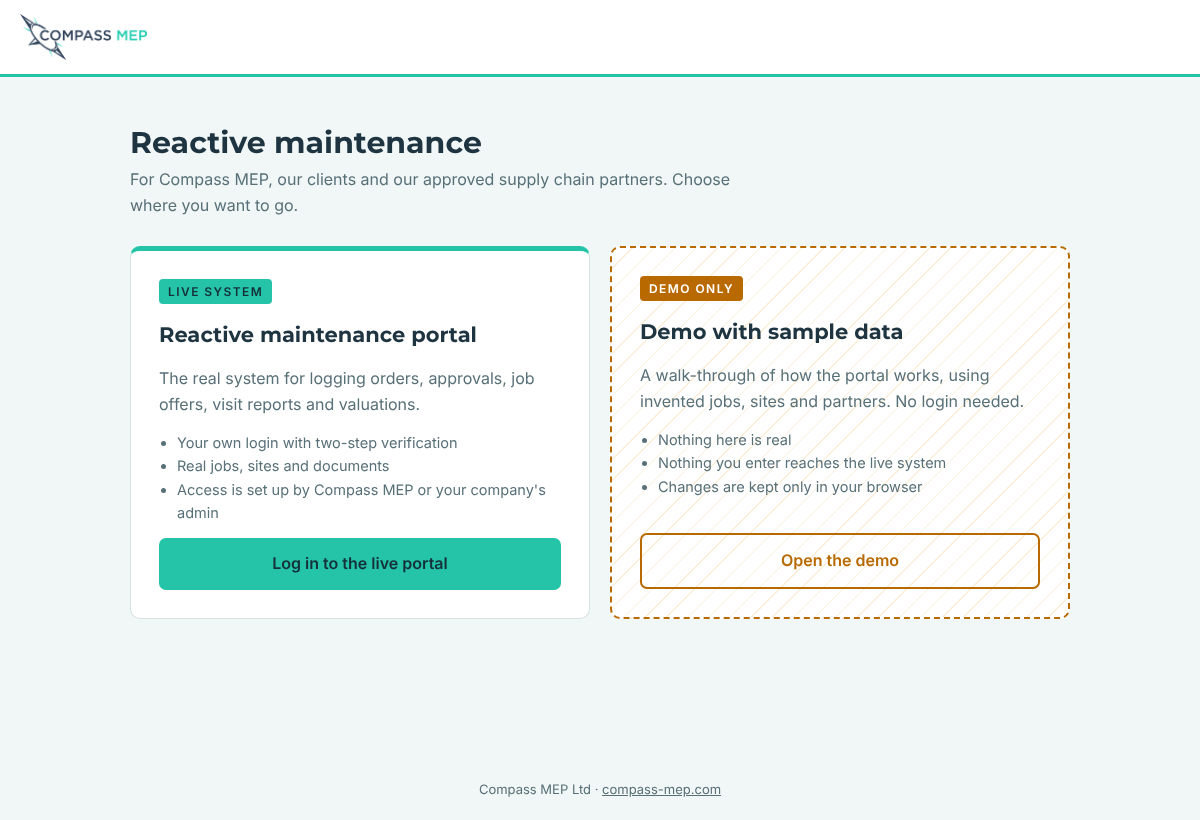 COMPASS MEP
Reactive maintenance
For Compass MEP, our clients and our approved supply chain partners. Choose
where you want to go.
LIVE SYSTEM
Reactive maintenance portal
The real system for logging orders, approvals, job
offers, visit reports and valuations.
Your own login with two-step verification
Real jobs, sites and documents
Access is set up by Compass MEP or your company's
admin
Log in to the live portal
DEMO ONLY
Demo with sample data
A walk-through of how the portal works, using
invented jobs, sites and partners. No login needed.
Nothing here is real
Nothing you enter reaches the live system
Changes are kept only in your browser
Open the demo
Compass MEP Ltd · compass-mep.com